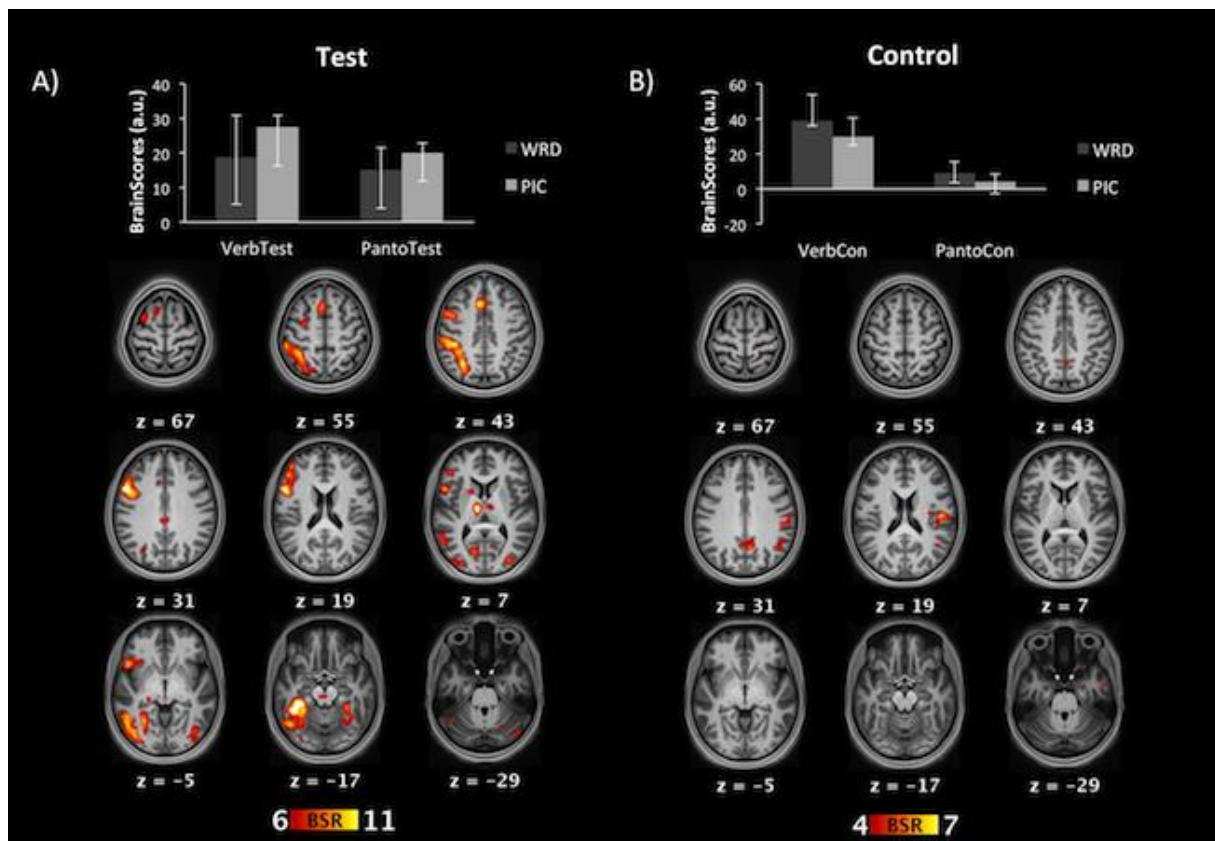 A)
Test
BrainScores (a.u.)
40
30
20
10
0
WRD
PIC
VerbTest PantoTest
z = 67 z = 55 z = 43
z = 31 z = 19 z = 7
z = -5 z = -17 z = -29
6 BSR 11
B)
Control
BrainScores (a.u.)
60
40
20
0
-20
WRD
PIC
VerbCon PantoCon
z = 67 z = 55 z = 43
z = 31 z = 19 z = 7
z = -5 z = -17 z = -29
4 BSR 7